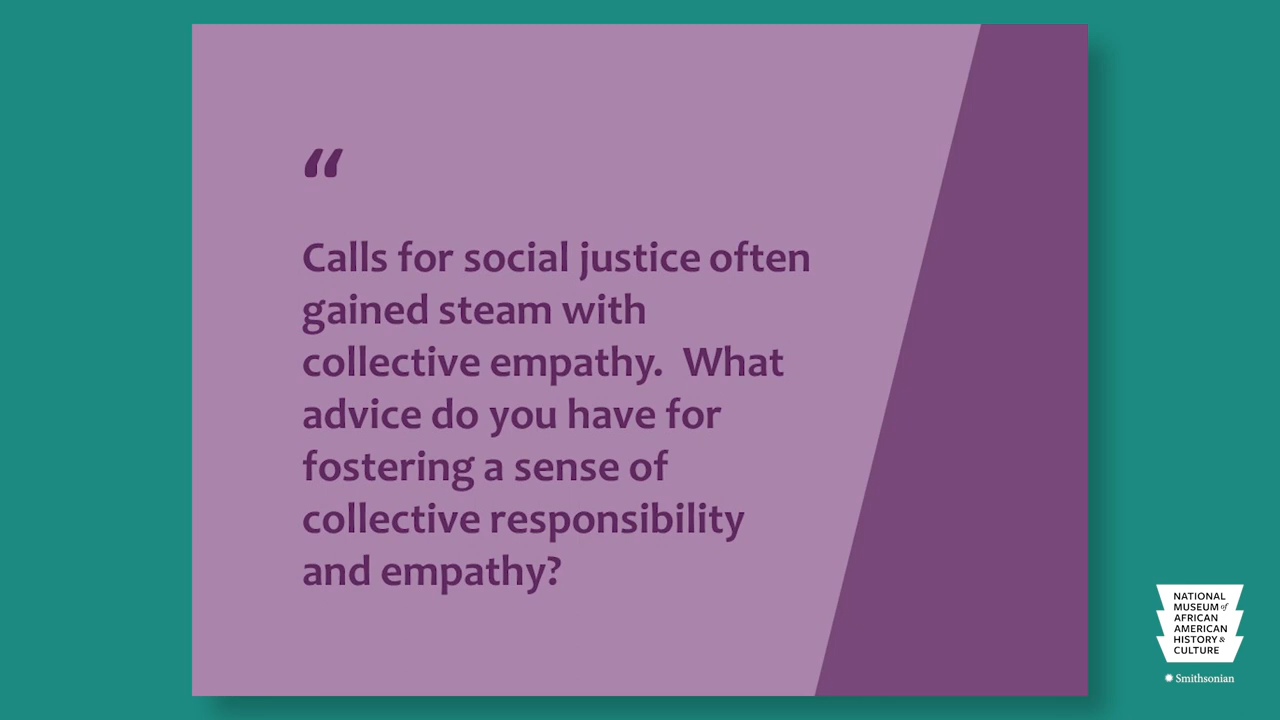 “
Calls for social justice often
gained steam with
collective empathy.  What
advice do you have for
fostering a sense of
collective responsibility
and empathy?
NATIONAL
MUSEUM of
AFRICAN
AMERICAN
HISTORY &
CULTURE
Smithsonian